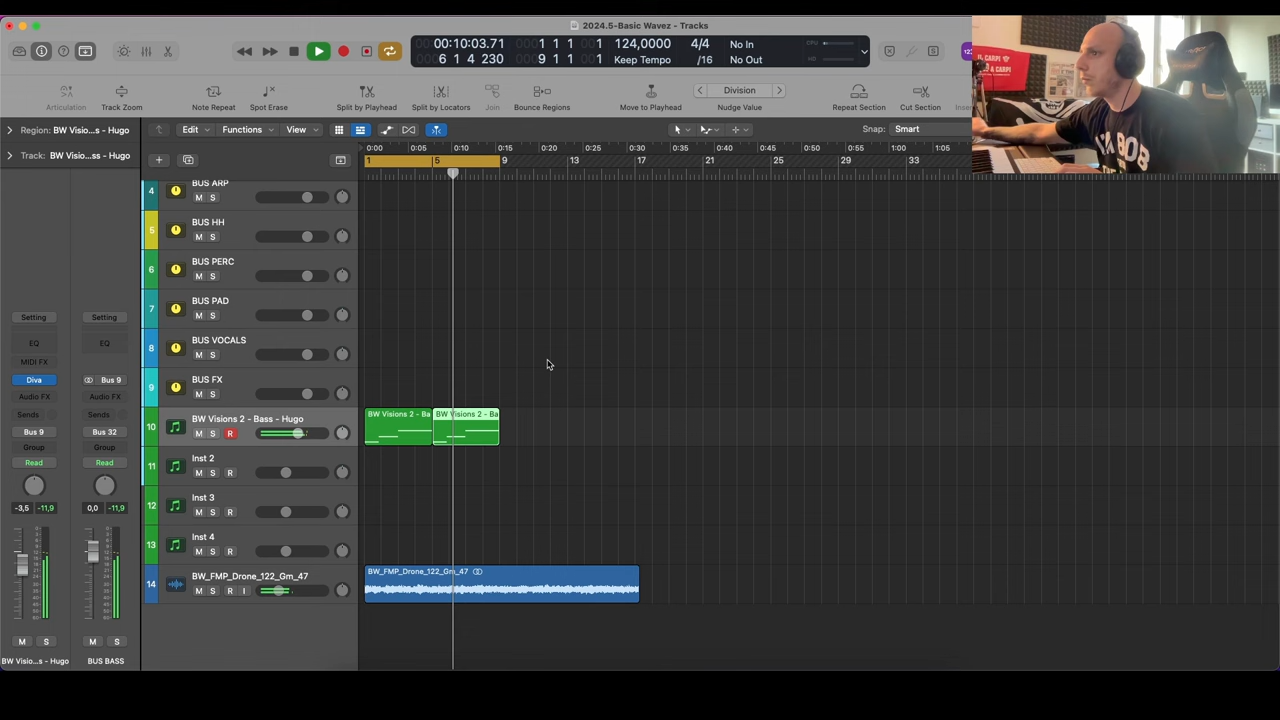 2024.5-Basic Wavez - Tracks
00:10:03.71
6 1 4 230
1 1 1 1
9 1 1 1
124,0000
Keep Tempo
4/4
/16
No In
No Out
CPU
HD
Articulation
Track Zoom
Note Repeat
Spot Erase
Split by Playhead
Split by Locators
Join
Bounce Regions
Move to Playhead
Division
Nudge Value
Repeat Section
Cut Section
Region: BW Visio...s - Hugo
Track: BW Visio...ss - Hugo
Edit
Functions
View
Snap: Smart
0:00 0:05 0:10 0:15 0:20 0:25 0:30 0:35 0:40 0:45 0:50 0:55 1:00 1:05
1 5 9 13 17 21 25 29 33
4 BUS ARP
M S
5 BUS HH
M S
6 BUS PERC
M S
7 BUS PAD
M S
8 BUS VOCALS
M S
9 BUS FX
M S
10 BW Visions 2 - Bass - Hugo
M S R
BW Visions 2 - Ba
BW Visions 2 - Ba
11 Inst 2
M S R
12 Inst 3
M S R
13 Inst 4
M S R
14 BW_FMP_Drone_122_Gm_47
M S R I
BW_FMP_Drone_122_Gm_47
Setting
EQ
MIDI FX
Diva
Audio FX
Sends
Bus 9
Group
Read
-3,5 -11,9
M S
BW Visio...s - Hugo
Setting
EQ
Bus 9
Audio FX
Sends
Bus 32
Group
Read
0,0 -11,9
M S
BUS BASS